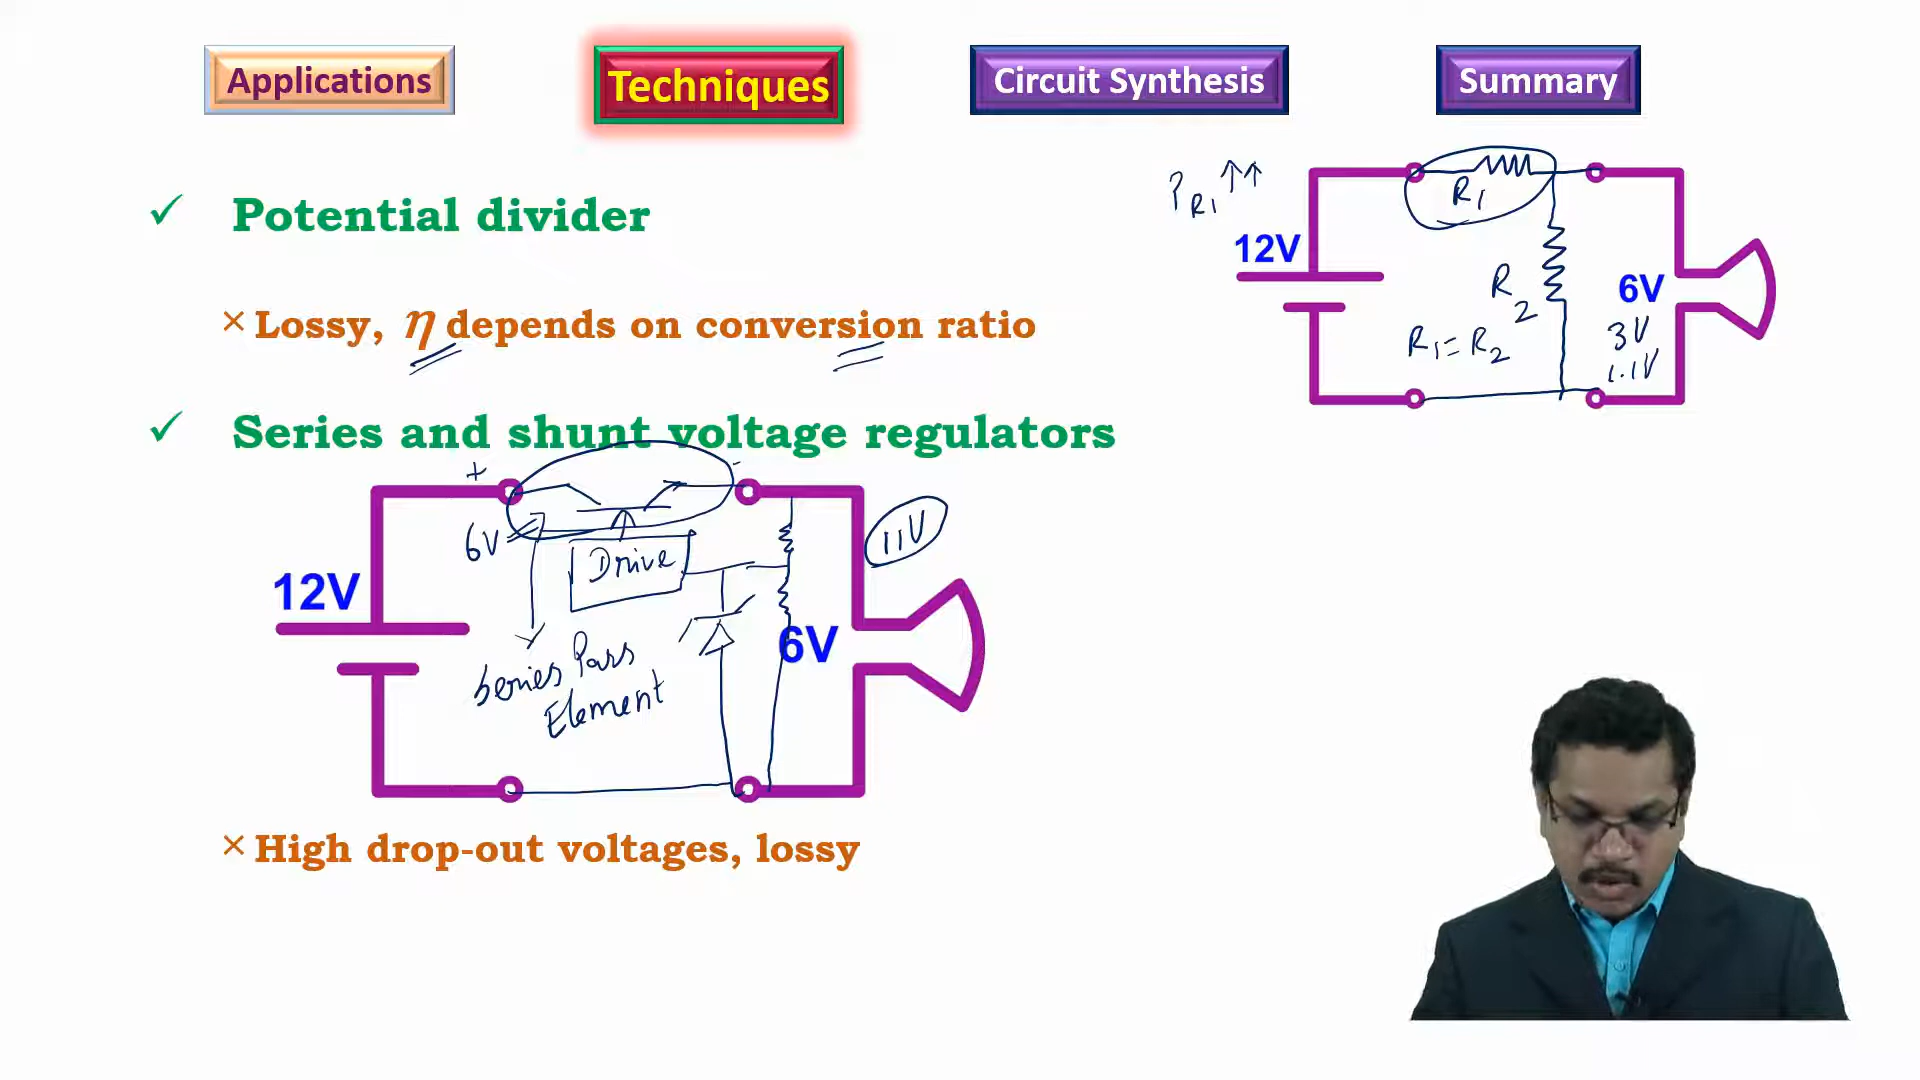 Applications
Techniques
Circuit Synthesis
Summary
✓ Potential divider
× Lossy, η depends on conversion ratio
P R1 ↑↑
R1
12V
R2
R1 = R2
6V
3V
1.1V
✓ Series and shunt voltage regulators
+
-
6V
Drive
11V
12V
6V
Series Pass
Element
× High drop-out voltages, lossy